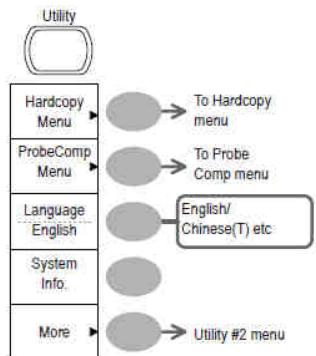 Utility
Hardcopy
Menu
To Hardcopy
menu
ProbeComp
Menu
To Probe
Comp menu
Language
English
English/
Chinese(T) etc
System
Info.
More
Utility #2 menu